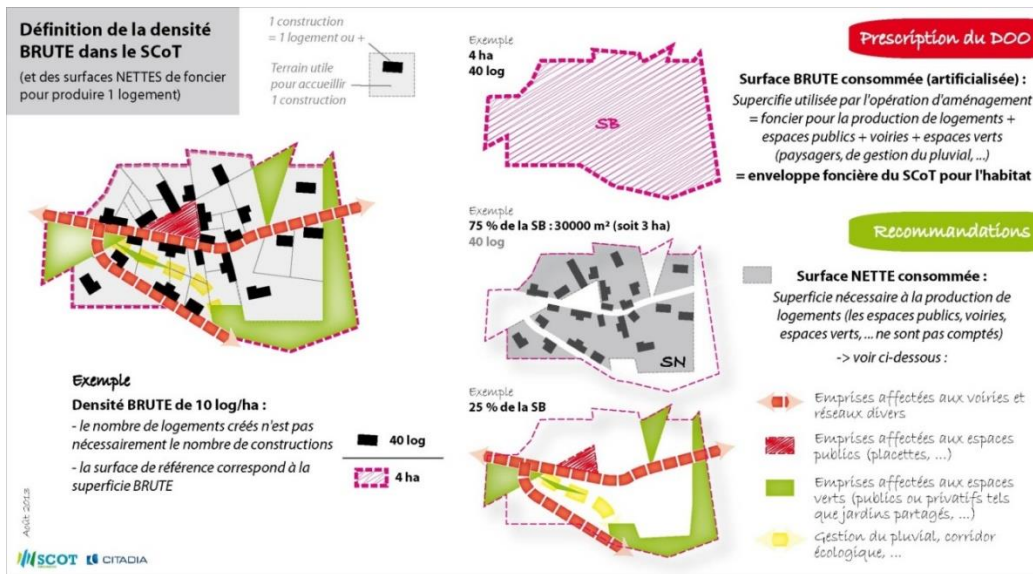 Définition de la densité
BRUTE dans le SCoT
(et des surfaces NETTES de foncier
pour produire 1 logement)
1 construction
= 1 logement ou +
Terrain utile
pour accueillir
1 construction
Exemple
Densité BRUTE de 10 log/ha :
- le nombre de logements créés n'est pas
nécessairement le nombre de constructions
- la surface de référence correspond à la
superficie BRUTE
40 log
4 ha
Août 2013
SCOT
CITADIA
Exemple
4 ha
40 log
SB
Exemple
75 % de la SB : 30000 m² (soit 3 ha)
40 log
SN
Exemple
25 % de la SB
Prescription du DOO
Surface BRUTE consommée (artificialisée) :
Supercifie utilisée par l'opération d'aménagement
= foncier pour la production de logements +
espaces publics + voiries + espaces verts
(paysagers, de gestion du pluvial, ...)
= enveloppe foncière du SCoT pour l'habitat
Recommandations
Surface NETTE consommée :
Superficie nécessaire à la production de
logements (les espaces publics, voiries,
espaces verts, ... ne sont pas comptés)
-> voir ci-dessous :
Emprises affectées aux voiries et
réseaux divers
Emprises affectées aux espaces
publics (placettes, ...)
Emprises affectées aux espaces
verts (publics ou privatifs tels
que jardins partagés, ...)
Gestion du pluvial, corridor
écologique, ...